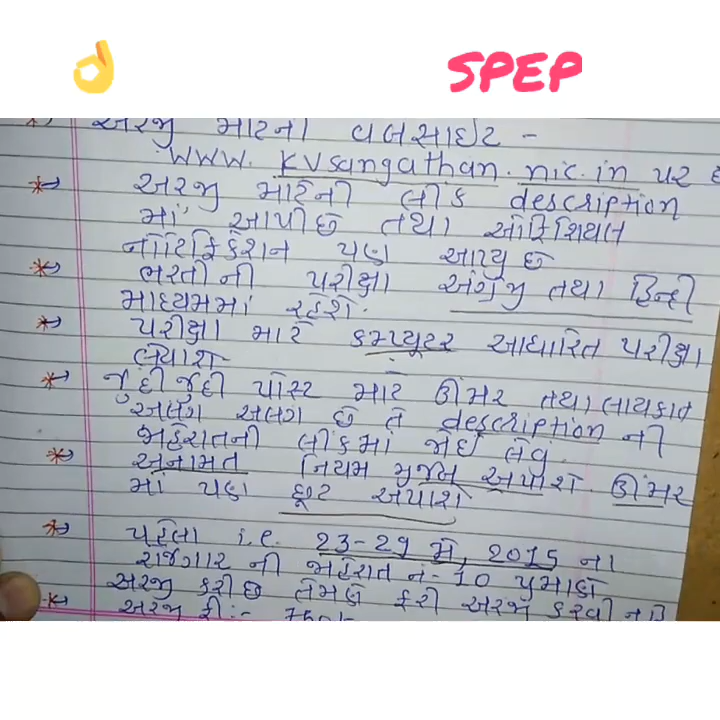 SPEP
અરજી માટેની વેબસાઈટ -
www. KVsangathan.nic.in પર
અરજી માટેની લીંક description
માં આપી છે તથા ઓફિશિયલ
નોટિફિકેશન પણ આપ્યુ છે
ભરતીની પરીક્ષા અંગ્રેજી તથા હિન્દી
માધ્યમમાં રહેશે.
પરીક્ષા માટે કમ્પ્યૂટર આધારિત પરીક્ષા
લેવાશે
જુદી જુદી પોસ્ટ માટે ઊંમર તથા લાયકાત
અલગ અલગ છે તે description ની
જાહેરાતની લીંકમાં જોઈ લેવું
અનામત નિયમ મુજબ અપાશે. ઊંમર
માં પણ છૂટ અપાશે
પહેલા i.e. 23-29 મે, 2015 ના
રોજગાર ની જાહેરાત નં- 10 પ્રમાણે
અરજી કરી છે તેમણે ફરી અરજી કરવી નહિ
અરજી ફી:- 750/-